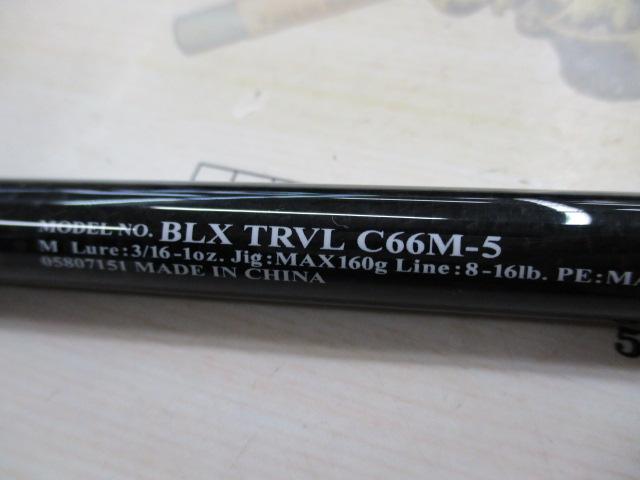 MODEL NO. BLX TRVL C66M-5
M Lure:3/16-1oz. Jig:MAX160g Line:8-16lb. PE:MA
05807151 MADE IN CHINA
5